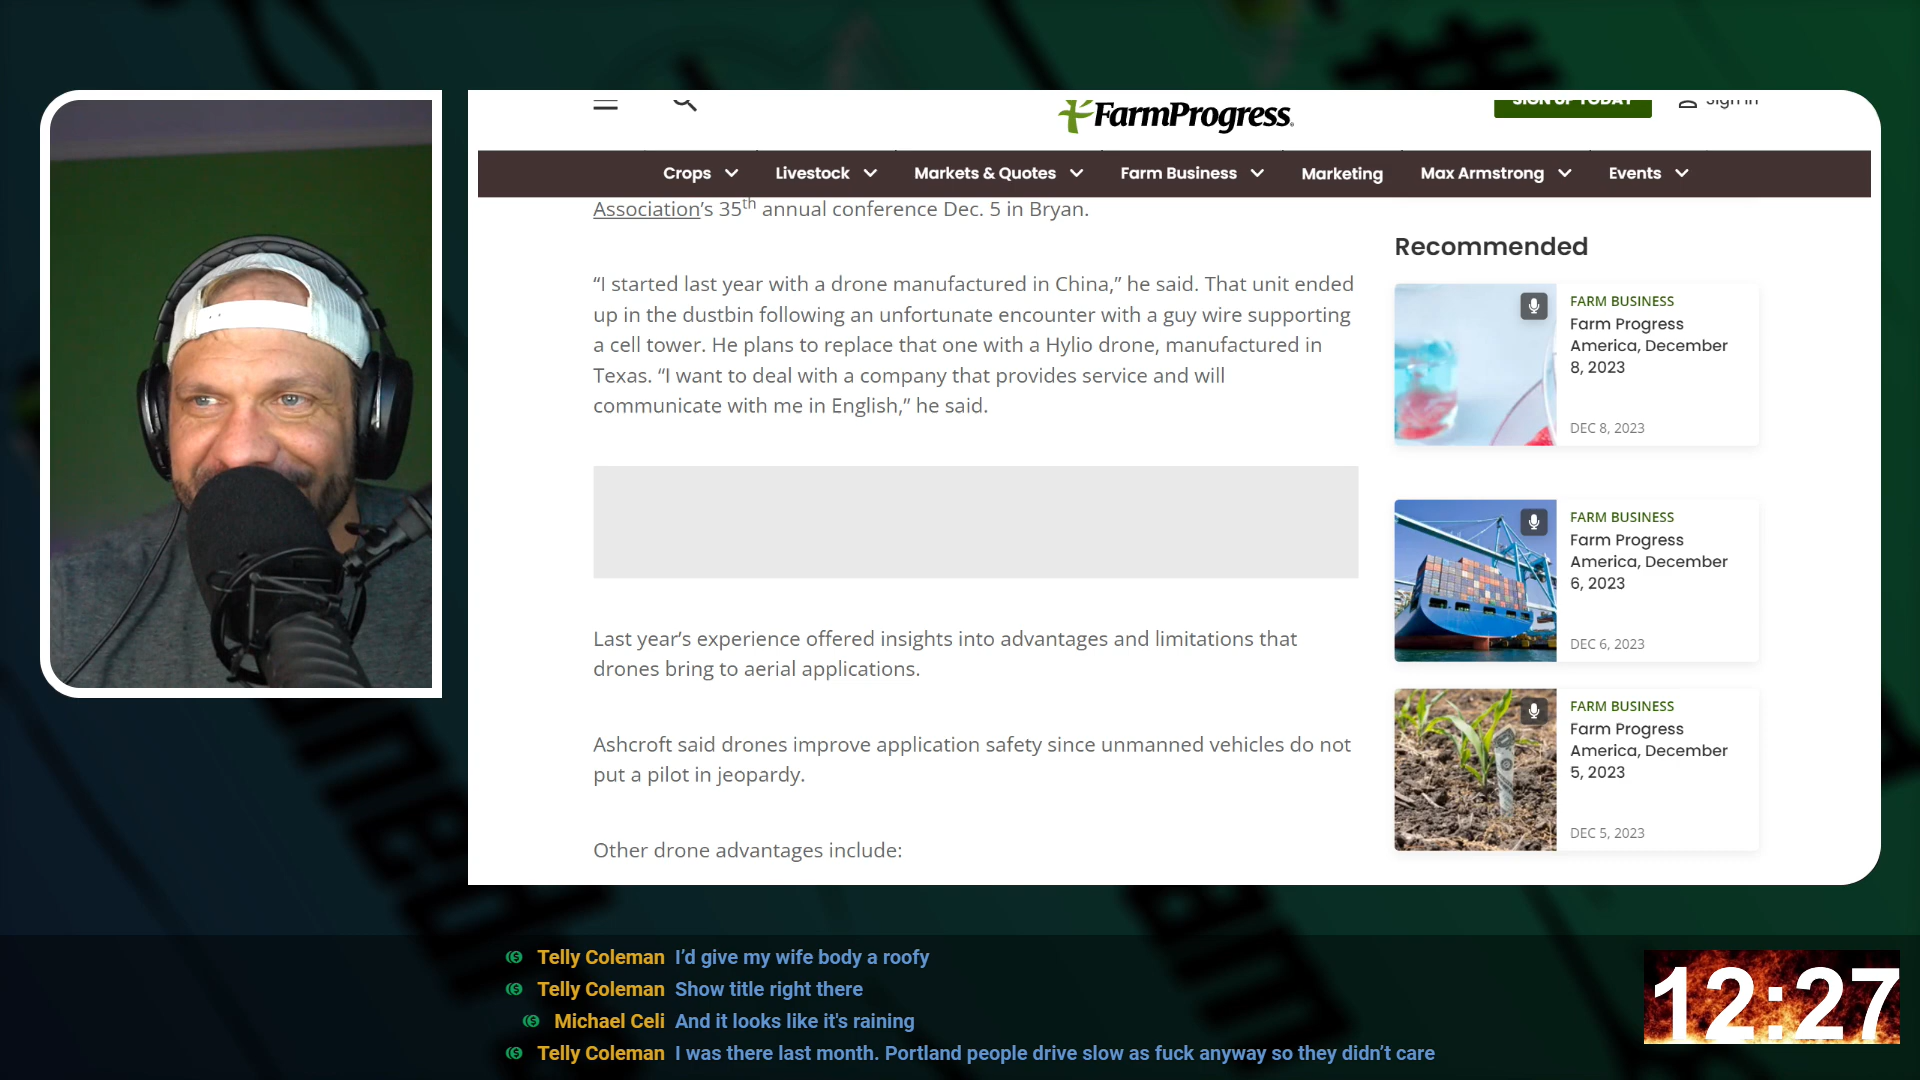 SIGN UP TODAY
Sign In
FarmProgress
Crops
Livestock
Markets & Quotes
Farm Business
Marketing
Max Armstrong
Events
Association’s 35th annual conference Dec. 5 in Bryan.
“I started last year with a drone manufactured in China,” he said. That unit ended
up in the dustbin following an unfortunate encounter with a guy wire supporting
a cell tower. He plans to replace that one with a Hylio drone, manufactured in
Texas. “I want to deal with a company that provides service and will
communicate with me in English,” he said.
Last year’s experience offered insights into advantages and limitations that
drones bring to aerial applications.
Ashcroft said drones improve application safety since unmanned vehicles do not
put a pilot in jeopardy.
Other drone advantages include:
Recommended
FARM BUSINESS
Farm Progress
America, December
8, 2023
DEC 8, 2023
FARM BUSINESS
Farm Progress
America, December
6, 2023
DEC 6, 2023
FARM BUSINESS
Farm Progress
America, December
5, 2023
DEC 5, 2023
Telly Coleman I’d give my wife body a roofy
Telly Coleman Show title right there
Michael Celi And it looks like it's raining
Telly Coleman I was there last month. Portland people drive slow as fuck anyway so they didn’t care
12:27